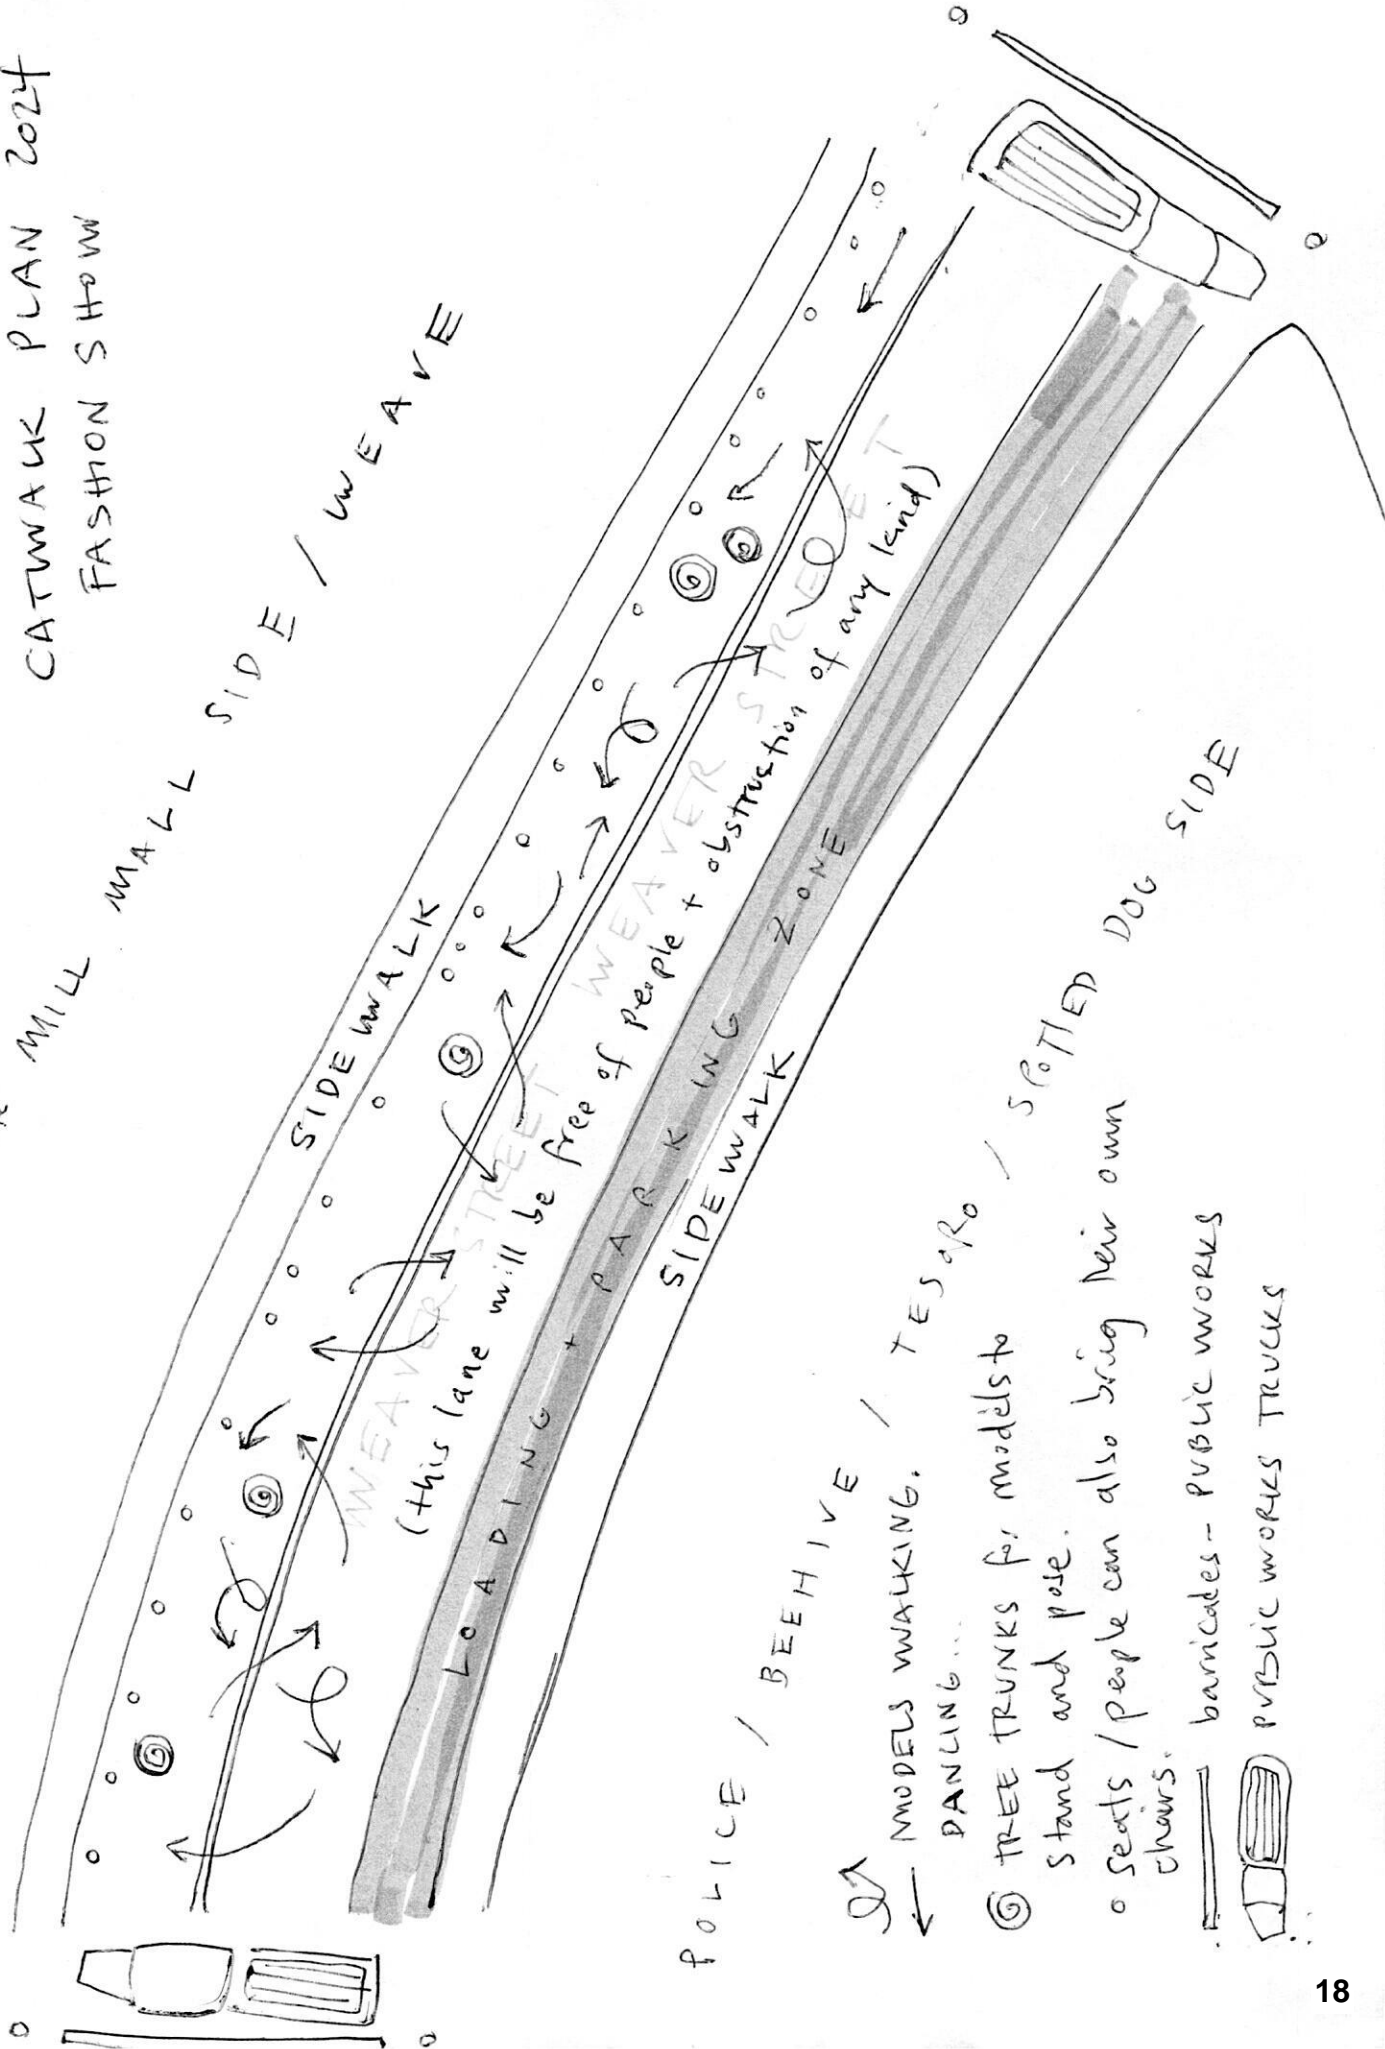 CATWALK PLAN 2024
FASHION SHOW
MILL MALL SIDE / WEAVE
SIDEWALK
WEAVER STREET WEAVER STREET
(this lane will be free of people + obstruction of any kind)
LOADING + PARKING ZONE
SIDEWALK
POLICE / BEEHIVE / TESORO / SPOTTED DOG SIDE
MODELS WALKING.
DANCING...
TREE TRUNKS for models to
stand and pose.
seats / people can also bring their own
chairs.
barricades - PUBLIC WORKS
PUBLIC WORKS TRUCKS
18